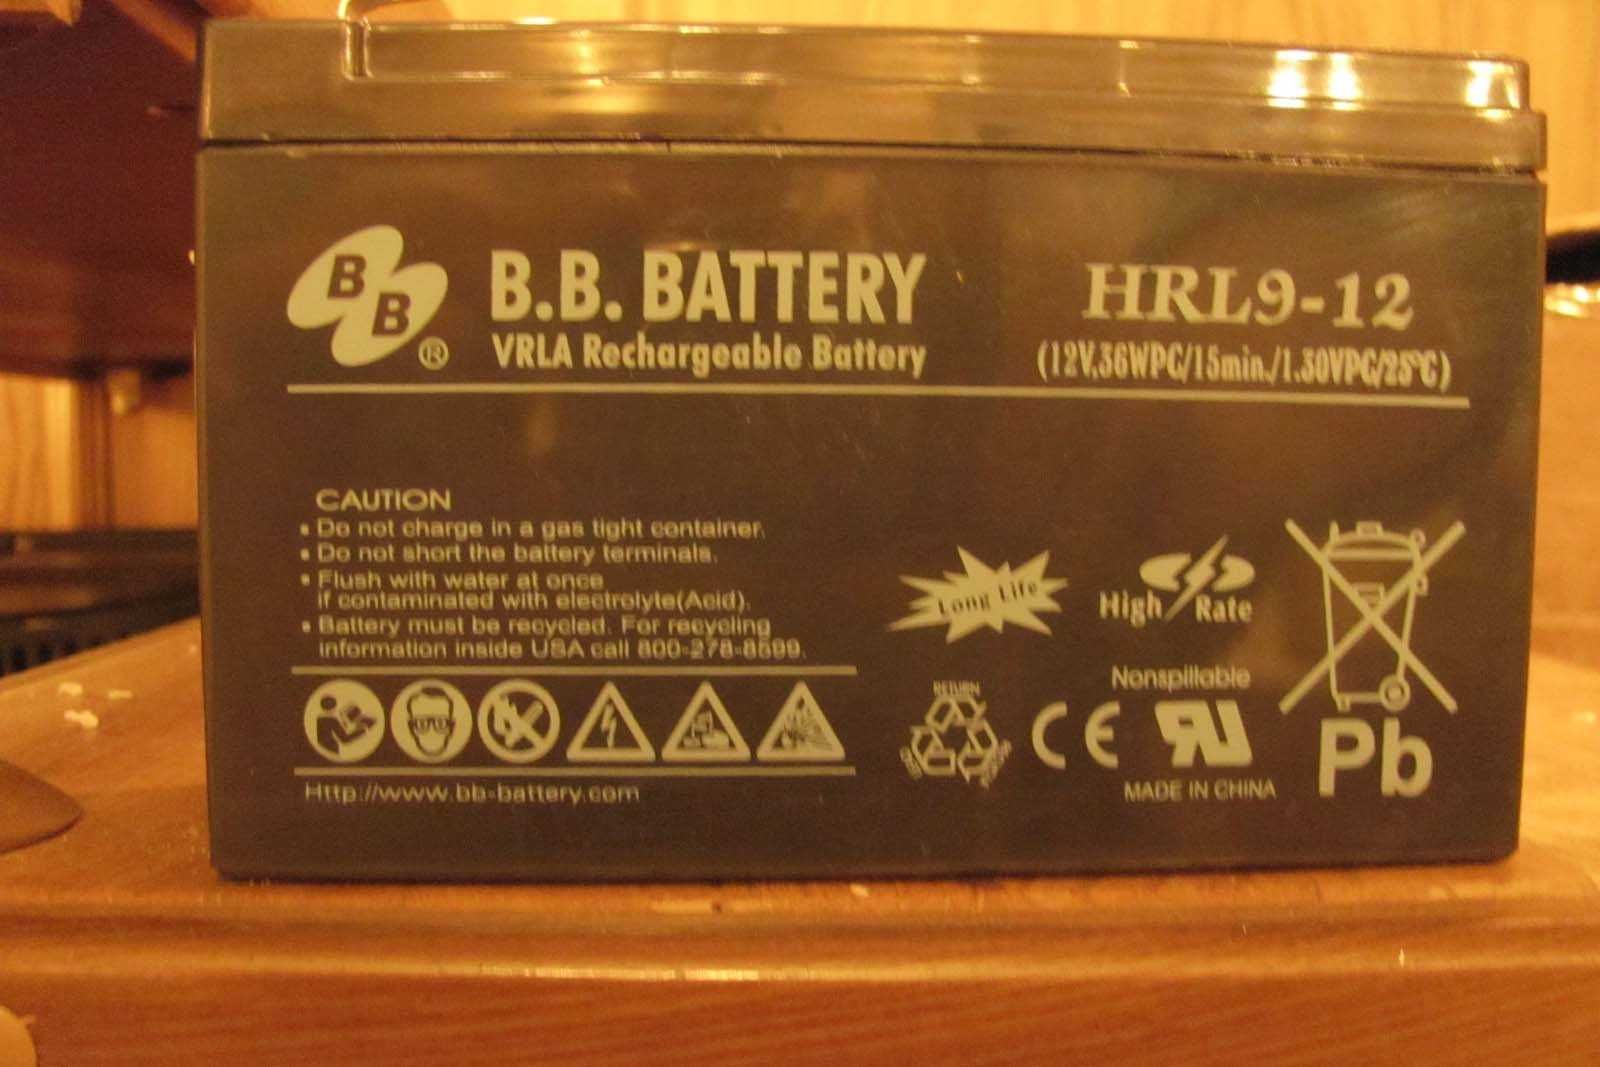 B
B
®
B.B. BATTERY
VRLA Rechargeable Battery
HRL9-12
(12V,36WPC/15min./1.30VPC/25°C)
CAUTION
• Do not charge in a gas tight container.
• Do not short the battery terminals.
• Flush with water at once
if contaminated with electrolyte(Acid).
• Battery must be recycled. For recycling
information inside USA call 800-278-8599.
Http://www.bb-battery.com
Long Life
High Rate
Nonspillable
RETURN
CE
RU
MADE IN CHINA
Pb